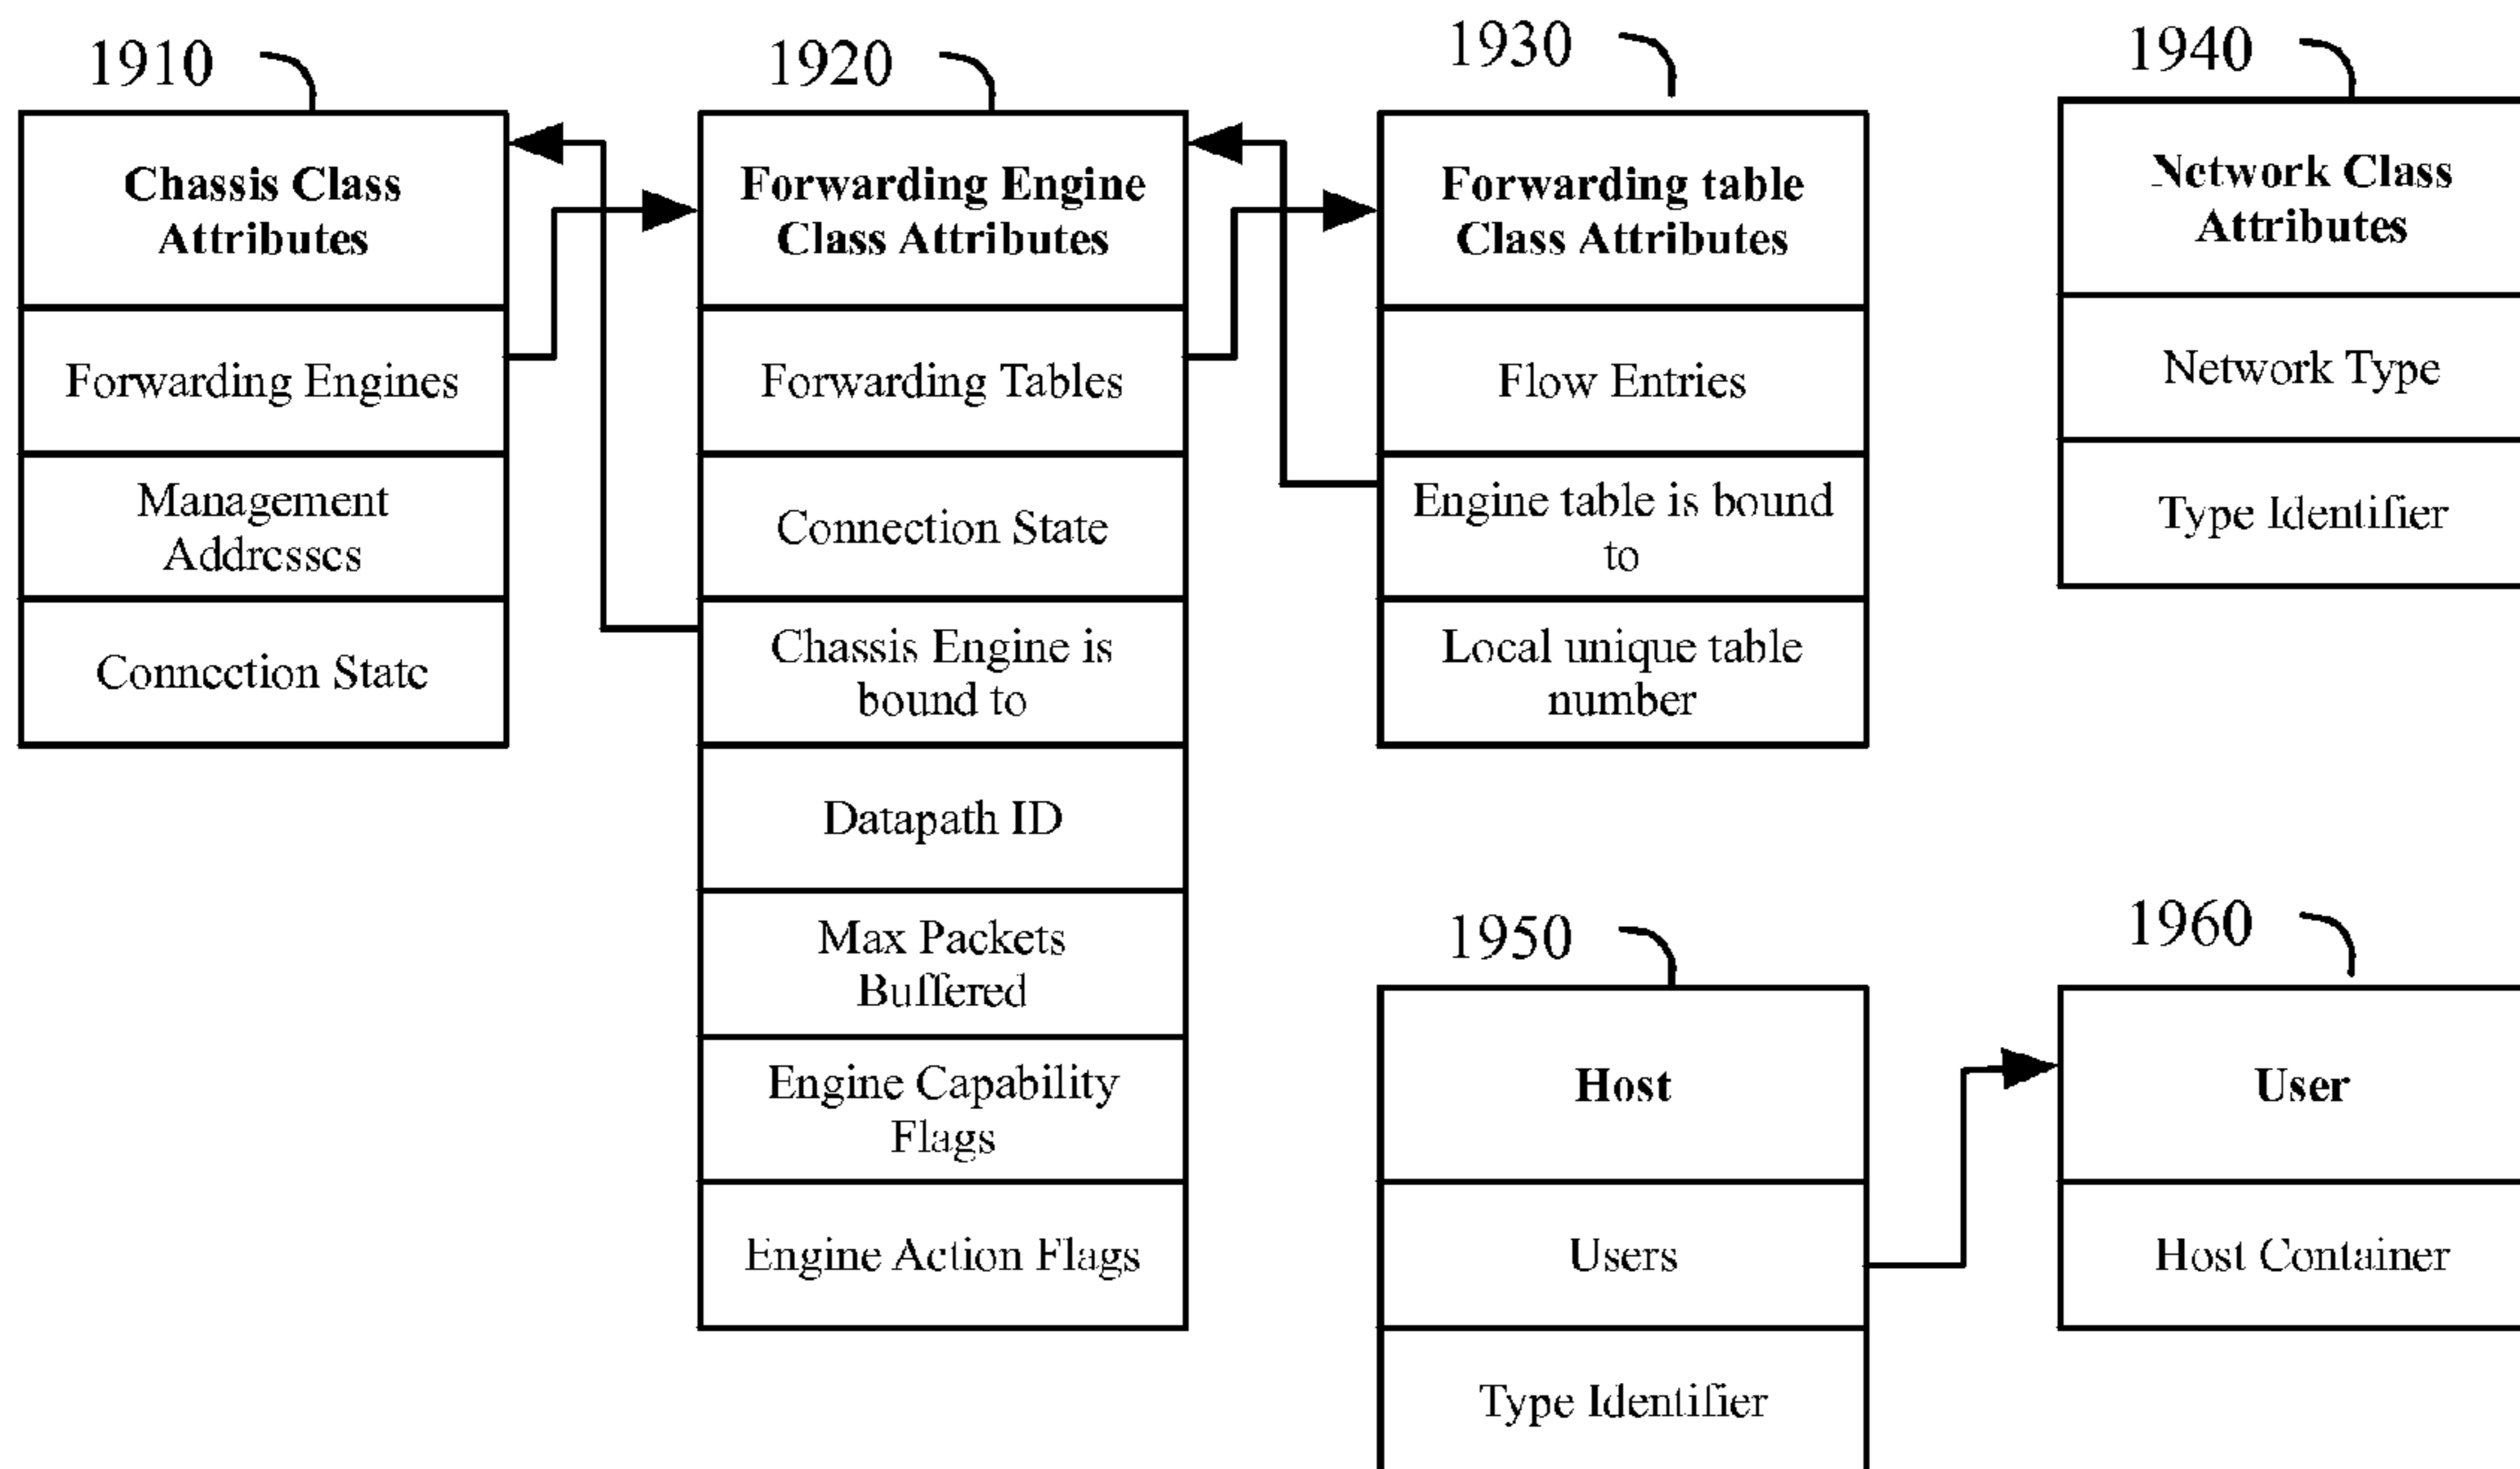 1910
Chassis Class
Attributes
Forwarding Engines
Management
Addresses
Connection State
1920
Forwarding Engine
Class Attributes
Forwarding Tables
Connection State
Chassis Engine is
bound to
Datapath ID
Max Packets
Buffered
Engine Capability
Flags
Engine Action Flags
1930
Forwarding table
Class Attributes
Flow Entries
Engine table is bound
to
Local unique table
number
1940
Network Class
Attributes
Network Type
Type Identifier
1950
Host
Users
Type Identifier
1960
User
Host Container